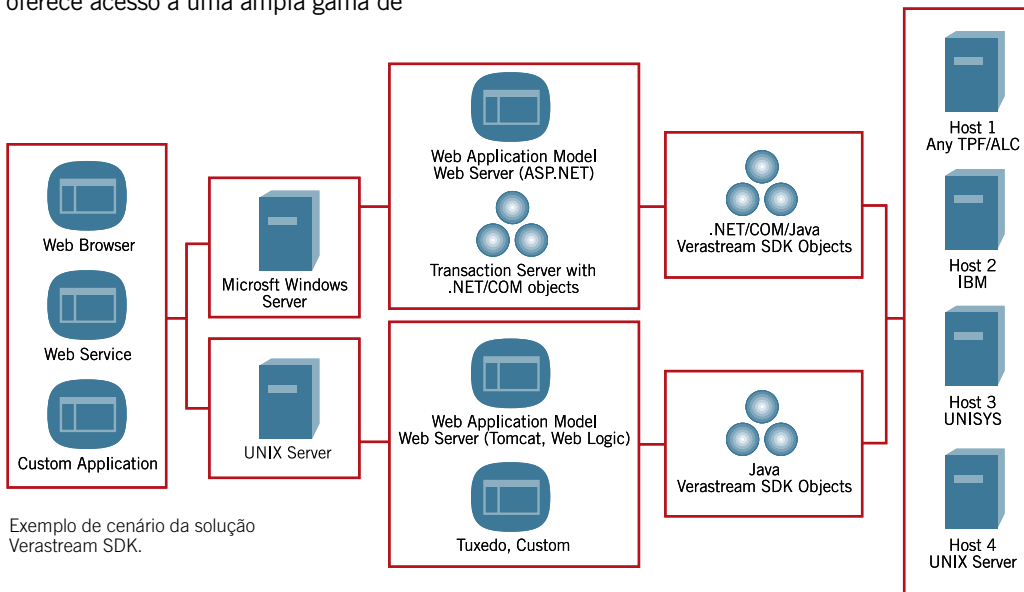 oferece acesso a uma ampla gama de
Web Browser
Web Service
Custom Application
Microsft Windows
Server
UNIX Server
Web Application Model
Web Server (ASP.NET)
Transaction Server with
.NET/COM objects
Web Application Model
Web Server (Tomcat, Web Logic)
Tuxedo, Custom
.NET/COM/Java
Verastream SDK Objects
Java
Verastream SDK Objects
Host 1
Any TPF/ALC
Host 2
IBM
Host 3
UNISYS
Host 4
UNIX Server
Exemplo de cenário da solução
Verastream SDK.